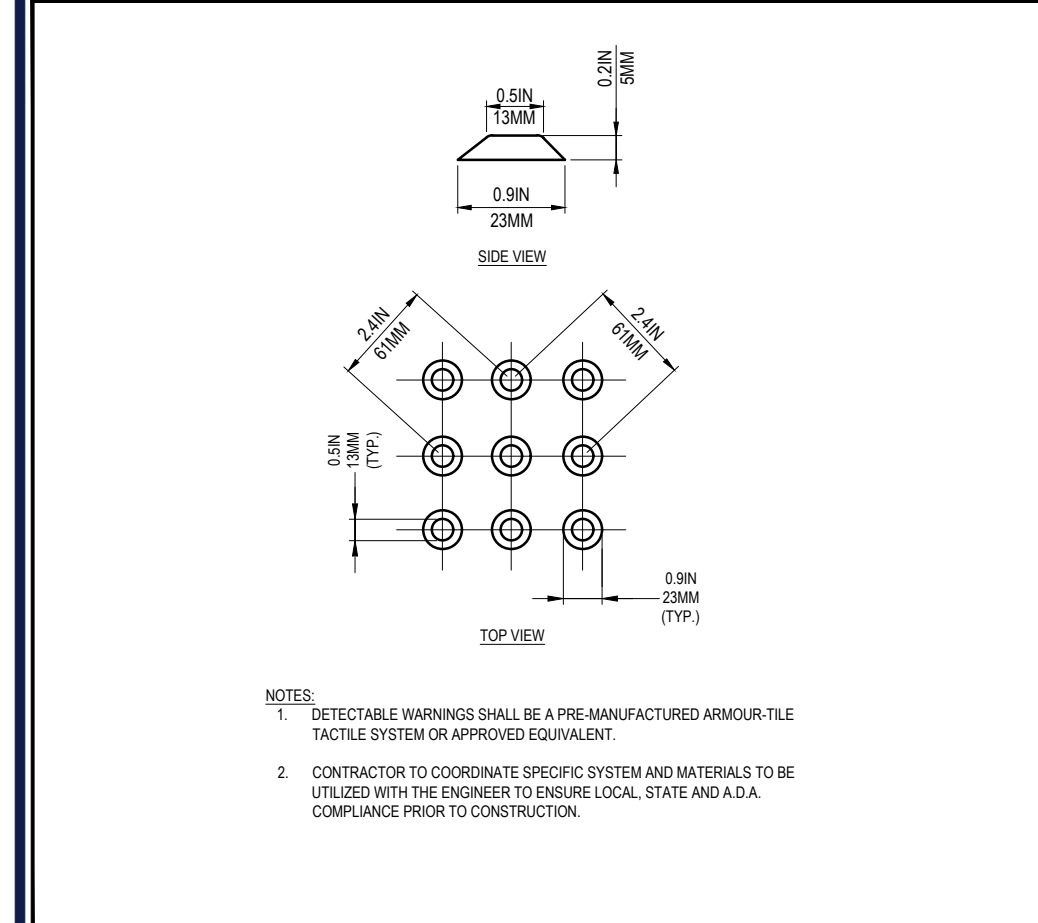 0.2IN
5MM
0.5IN
13MM
0.9IN
23MM
SIDE VIEW
2.4IN
61MM
2.4IN
61MM
0.5IN
13MM
(TYP.)
0.9IN
23MM
(TYP.)
TOP VIEW
NOTES:
1. DETECTABLE WARNINGS SHALL BE A PRE-MANUFACTURED ARMOUR-TILE
TACTILE SYSTEM OR APPROVED EQUIVALENT.
2. CONTRACTOR TO COORDINATE SPECIFIC SYSTEM AND MATERIALS TO BE
UTILIZED WITH THE ENGINEER TO ENSURE LOCAL, STATE AND A.D.A.
COMPLIANCE PRIOR TO CONSTRUCTION.